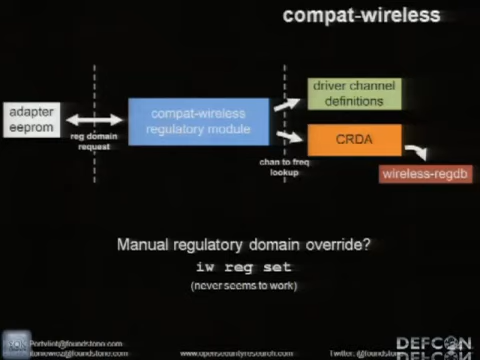 compat-wireless
adapter
eeprom
reg domain
request
compat-wireless
regulatory module
chan to freq
lookup
driver channel
definitions
CRDA
wireless-regdb
Manual regulatory domain override?
iw reg set
(never seems to work)
www.opensecurityresearch.com
DEFCON